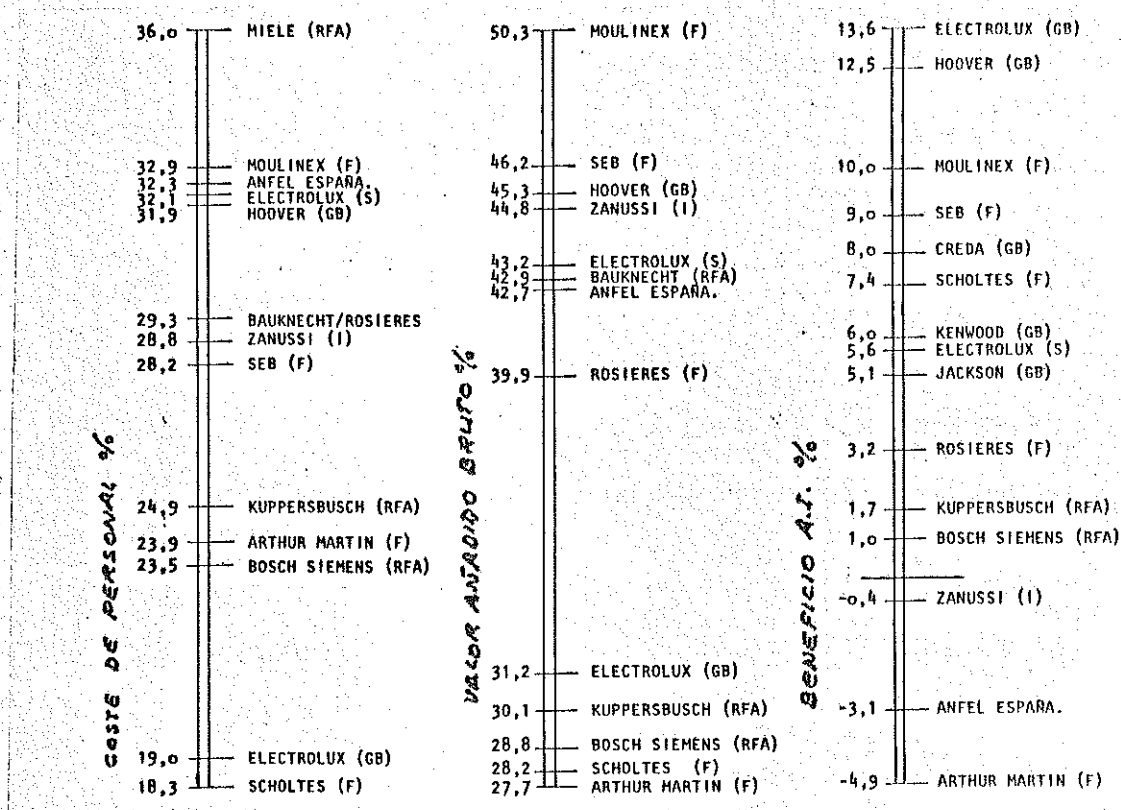 COSTE DE PERSONAL %
36,0 MIELE (RFA)
32,9 MOULINEX (F)
32,3 ANFEL ESPAÑA.
32,1 ELECTROLUX (S)
31,9 HOOVER (GB)
29,3 BAUKNECHT/ROSIERES
28,8 ZANUSSI (I)
28,2 SEB (F)
24,9 KUPPERSBUSCH (RFA)
23,9 ARTHUR MARTIN (F)
23,5 BOSCH SIEMENS (RFA)
19,0 ELECTROLUX (GB)
18,3 SCHOLTES (F)
VALOR AÑADIDO BRUTO %
50,3 MOULINEX (F)
46,2 SEB (F)
45,3 HOOVER (GB)
44,8 ZANUSSI (I)
43,2 ELECTROLUX (S)
42,9 BAUKNECHT (RFA)
42,7 ANFEL ESPAÑA.
39,9 ROSIERES (F)
31,2 ELECTROLUX (GB)
30,1 KUPPERSBUSCH (RFA)
28,8 BOSCH SIEMENS (RFA)
28,2 SCHOLTES (F)
27,7 ARTHUR MARTIN (F)
BENEFICIO A.I. %
13,6 ELECTROLUX (GB)
12,5 HOOVER (GB)
10,0 MOULINEX (F)
9,0 SEB (F)
8,0 CREDA (GB)
7,4 SCHOLTES (F)
6,0 KENWOOD (GB)
5,6 ELECTROLUX (S)
5,1 JACKSON (GB)
3,2 ROSIERES (F)
1,7 KUPPERSBUSCH (RFA)
1,0 BOSCH SIEMENS (RFA)
-0,4 ZANUSSI (I)
-3,1 ANFEL ESPAÑA.
-4,9 ARTHUR MARTIN (F)